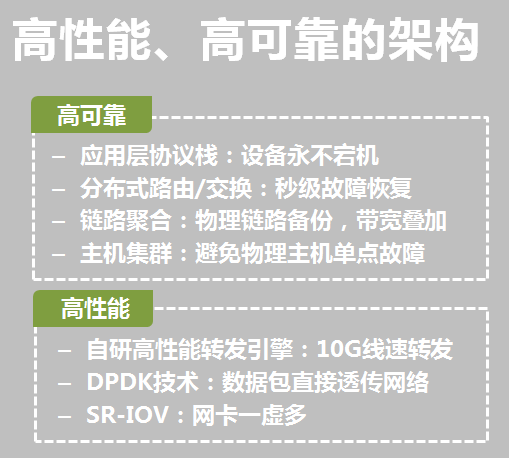 高性能、高可靠的架构
高可靠
– 应用层协议栈：设备永不宕机
– 分布式路由/交换：秒级故障恢复
– 链路聚合：物理链路备份，带宽叠加
– 主机集群：避免物理主机单点故障
高性能
– 自研高性能转发引擎：10G线速转发
– DPDK技术：数据包直接透传网络
– SR-IOV：网卡一虚多